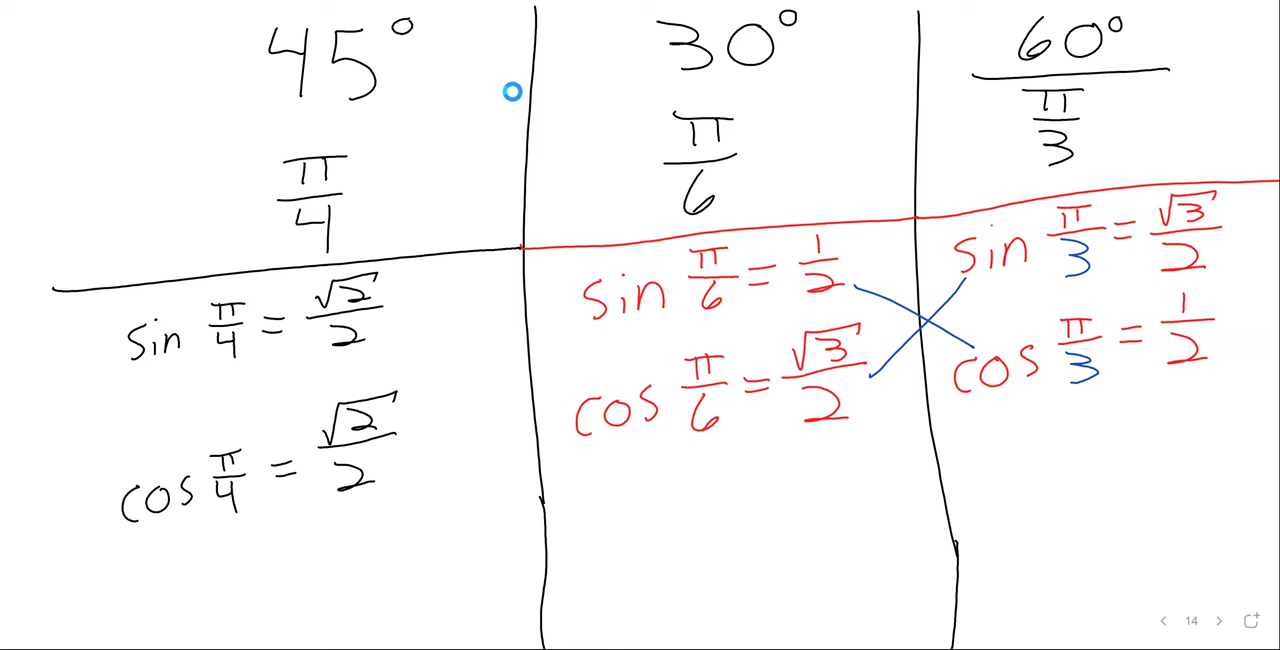 45°
π/4
sin π/4 = √2/2
cos π/4 = √2/2
30°
π/6
sin π/6 = 1/2
cos π/6 = √3/2
60°
π/3
sin π/3 = √3/2
cos π/3 = 1/2
< 14 >